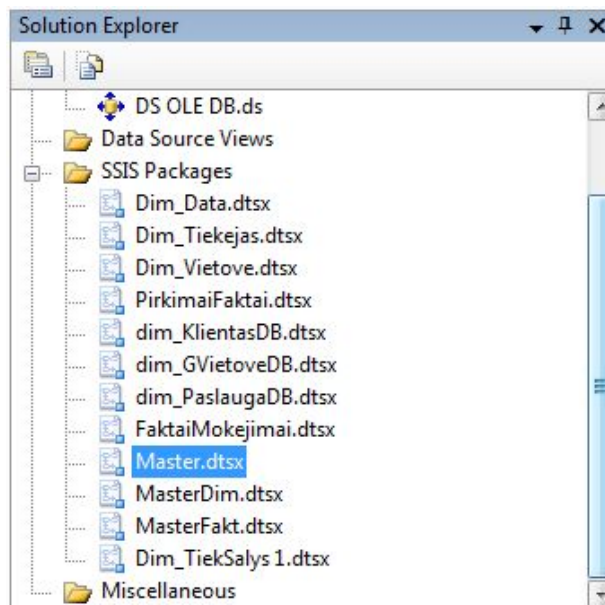 Solution Explorer
DS OLE DB.ds
Data Source Views
SSIS Packages
Dim_Data.dtsx
Dim_Tiekejas.dtsx
Dim_Vietove.dtsx
PirkimaiFaktai.dtsx
dim_KlientasDB.dtsx
dim_GVietoveDB.dtsx
dim_PaslaugaDB.dtsx
FaktaiMokejimai.dtsx
Master.dtsx
MasterDim.dtsx
MasterFakt.dtsx
Dim_TiekSalys 1.dtsx
Miscellaneous